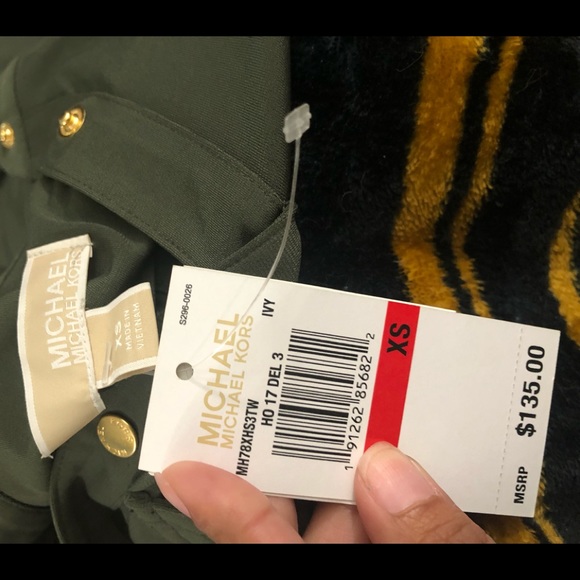 MICHAEL
MICHAEL KORS
XS
MADE IN
VIETNAM
S296-0026
MICHAEL
MICHAEL KORS
IVY
MH78XHS3TW
HO 17 DEL 3
1 91262 85682 2
XS
MSRP $135.00